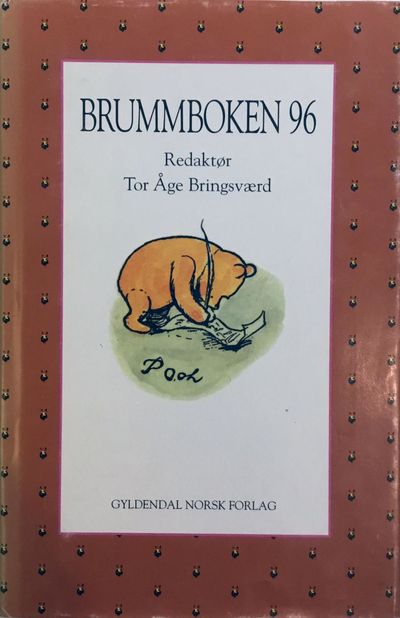 BRUMMBOKEN 96
Redaktør
Tor Åge Bringsværd
Pooh
GYLDENDAL NORSK FORLAG